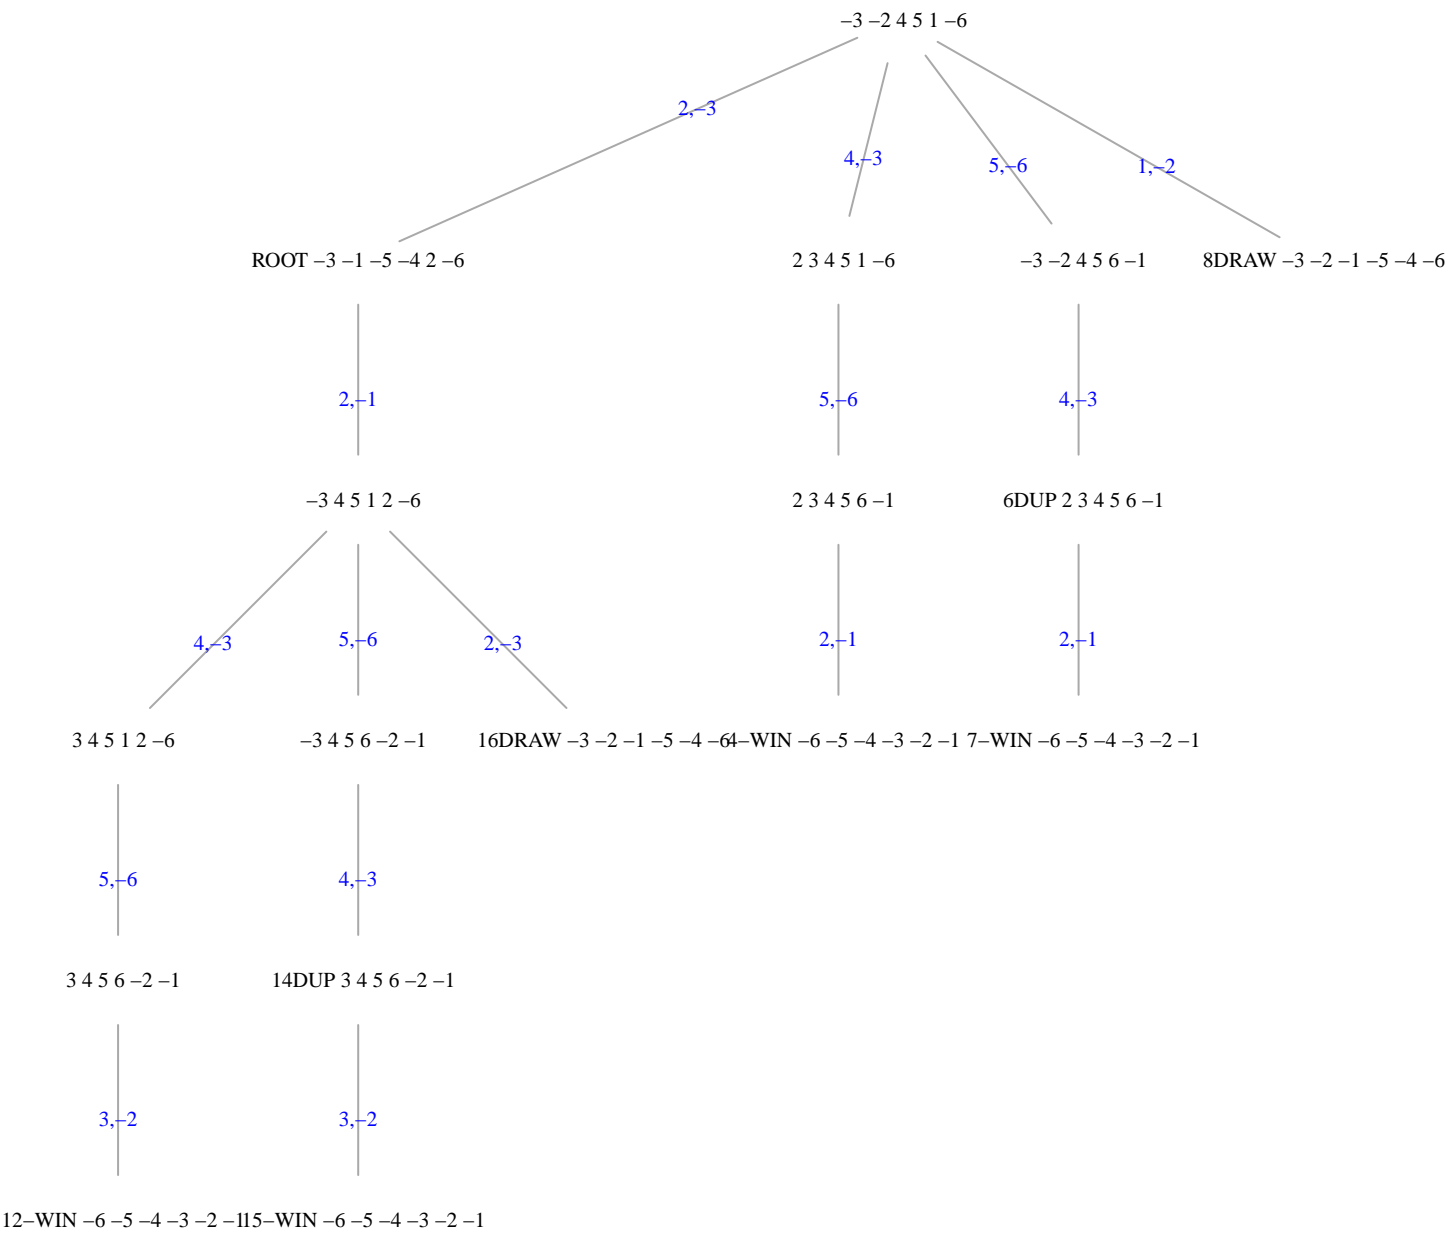 –3 –2 4 5 1 –6
2,–3
4,–3
5,–6
1,–2
ROOT –3 –1 –5 –4 2 –6
2 3 4 5 1 –6
–3 –2 4 5 6 –1
8DRAW –3 –2 –1 –5 –4 –6
2,–1
5,–6
4,–3
–3 4 5 1 2 –6
2 3 4 5 6 –1
6DUP 2 3 4 5 6 –1
4,–3
5,–6
2,–3
2,–1
2,–1
3 4 5 1 2 –6
–3 4 5 6 –2 –1
16DRAW –3 –2 –1 –5 –4 –6
4–WIN –6 –5 –4 –3 –2 –1
7–WIN –6 –5 –4 –3 –2 –1
5,–6
4,–3
3 4 5 6 –2 –1
14DUP 3 4 5 6 –2 –1
3,–2
3,–2
12–WIN –6 –5 –4 –3 –2 –1
15–WIN –6 –5 –4 –3 –2 –1